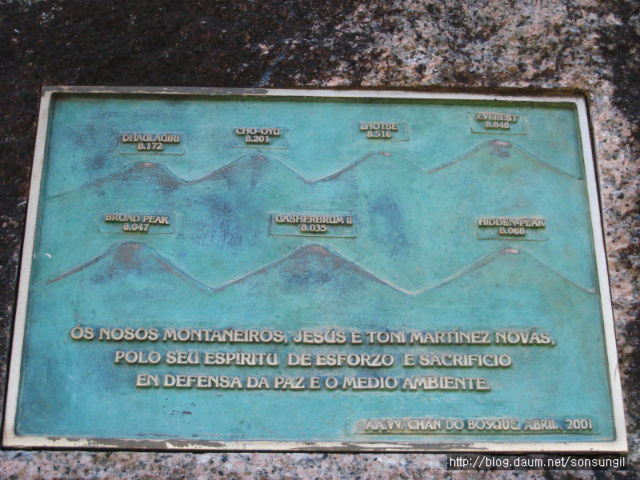 DHAULAGIRI
8.172
CHO-OYU
8.201
LHOTSE
8.516
EVEREST
8.848
BROAD PEAK
8.047
GASHERBRUM II
8.035
HIDDEN PEAK
8.068
OS NOSOS MONTANEIROS, JESÚS E TONI MARTÍNEZ NOVÁS,
POLO SEU ESPIRITU DE ESFORZO E SACRIFICIO
EN DEFENSA DA PAZ E O MEDIO AMBIENTE.
AA.VV. CHAN DO BOSQUE, ABRIL, 2001
http://blog.daum.net/sonsungil